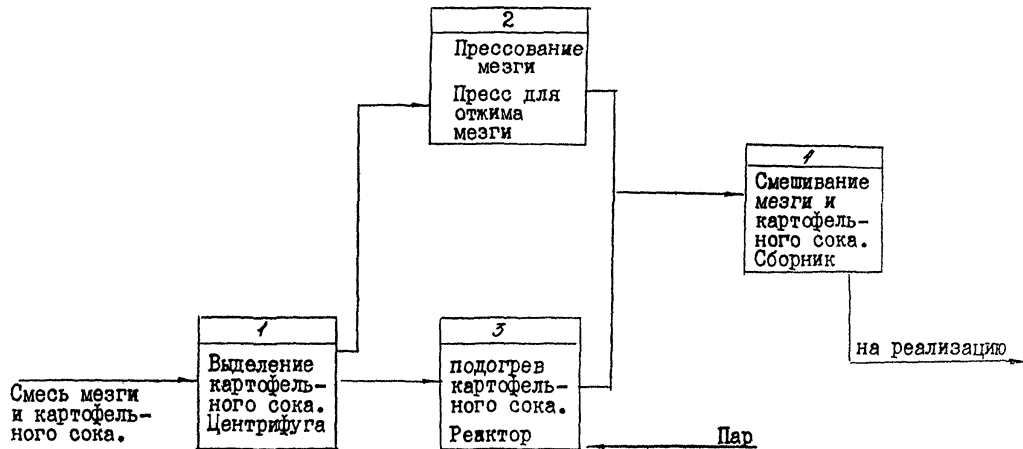 2
Прессование
мезги
Пресс для
отжима
мезги
1
Смешивание
мезги и
картофель-
ного сока.
Сборник
1
Выделение
картофель-
ного сока.
Центрифуга
3
подогрев
картофель-
ного сока.
Реактор
на реализацию
Смесь мезги
и картофель-
ного сока.
Пар